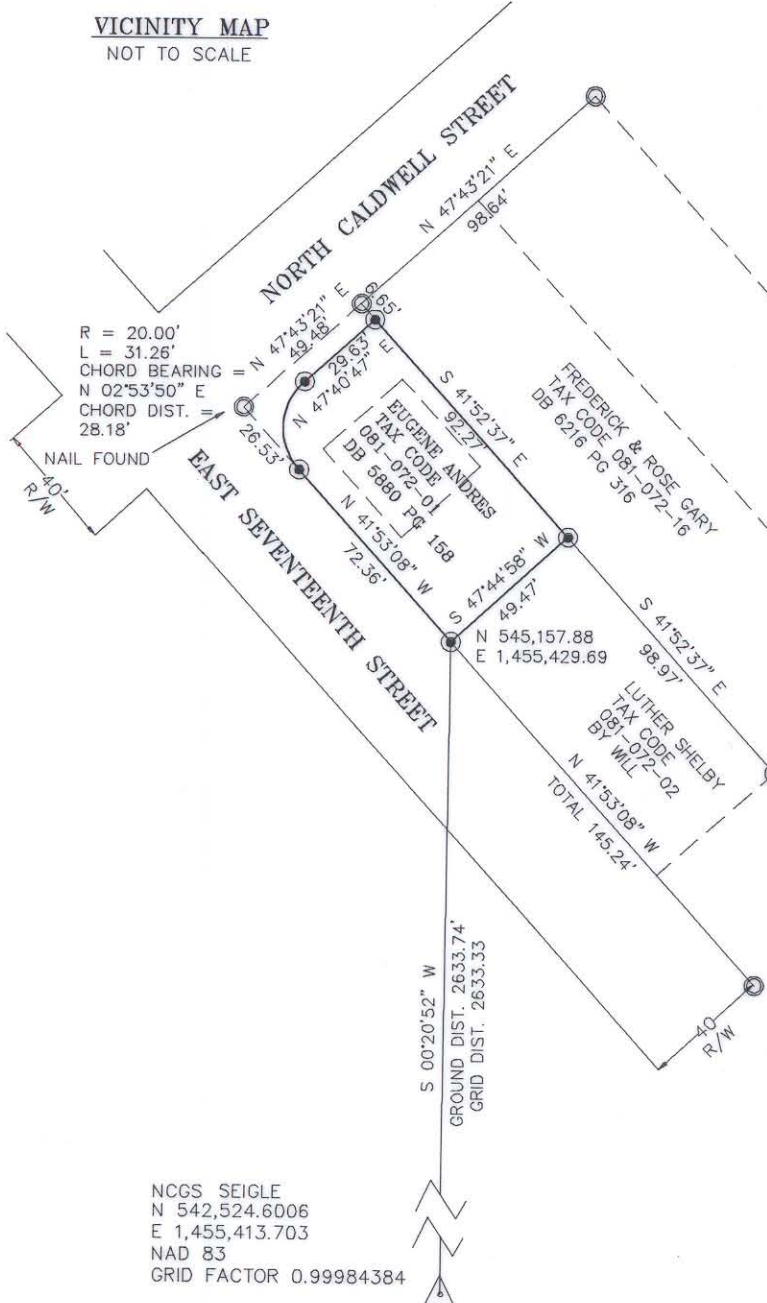 VICINITY MAP
NOT TO SCALE
NORTH CALDWELL STREET
N 47°43'21" E
98.64'
R = 20.00'
L = 31.26'
CHORD BEARING =
N 02°53'50" E
CHORD DIST. =
28.18'
NAIL FOUND
N 47°43'21" E
49.48'
6.65'
29.63'
N 47°40'47" E
26.53'
40'
R/W
EAST SEVENTEENTH STREET
S 41°52'37" E
92.27'
EUGENE ANDRES
TAX CODE
081-072-01
DB 5880 PG 158
N 41°53'08" W
72.36'
FREDERICK & ROSE GARY
TAX CODE 081-072-16
DB 6216 PG 316
S 47°44'58" W
49.47'
N 545,157.88
E 1,455,429.69
S 41°52'37" E
98.97'
LUTHER SHELBY
TAX CODE
081-072-02
BY WILL
N 41°53'08" W
TOTAL 145.24'
40
R/W
S 00°20'52" W
GROUND DIST. 2633.74'
GRID DIST. 2633.33
NCGS SEIGLE
N 542,524.6006
E 1,455,413.703
NAD 83
GRID FACTOR 0.99984384